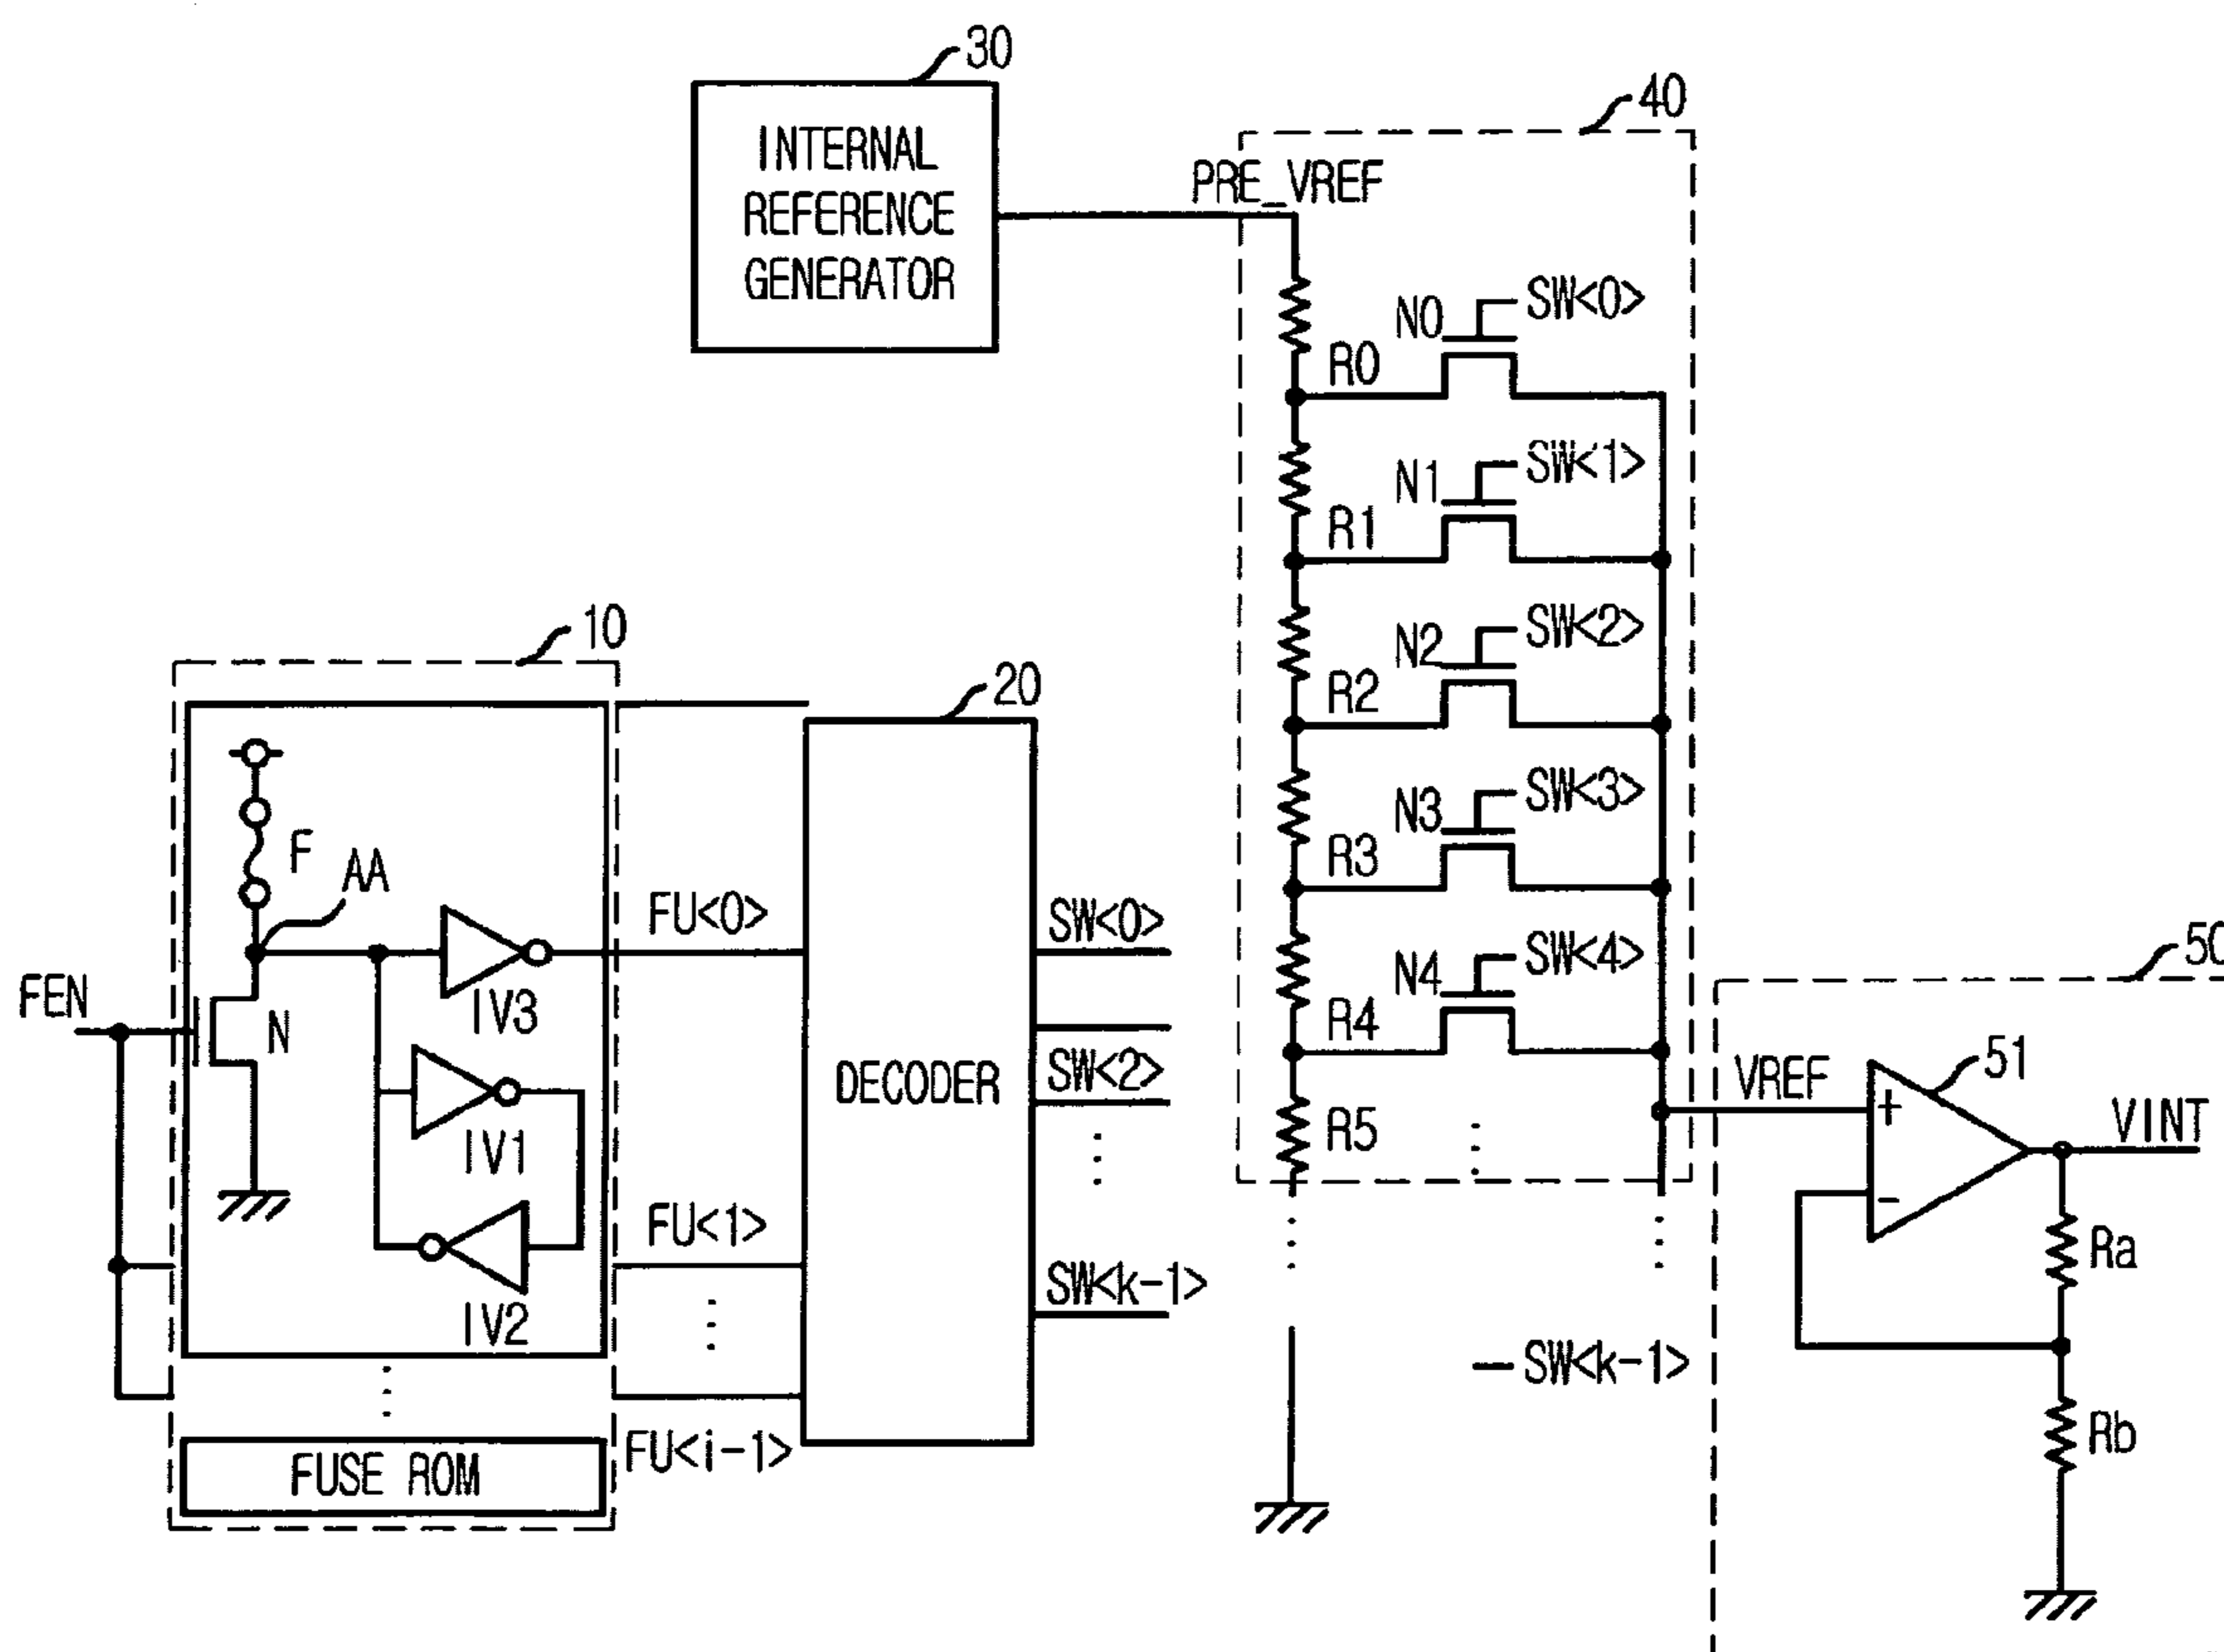 30
INTERNAL
REFERENCE
GENERATOR
40
PRE_VREF
N0
SW<0>
R0
N1
SW<1>
R1
N2
SW<2>
R2
N3
SW<3>
R3
N4
SW<4>
R4
R5
SW<k-1>
10
F
AA
FEN
N
IV3
IV1
IV2
FUSE ROM
FU<0>
FU<1>
FU<i-1>
20
DECODER
SW<0>
SW<2>
SW<k-1>
50
VREF
51
+
-
VINT
Ra
Rb